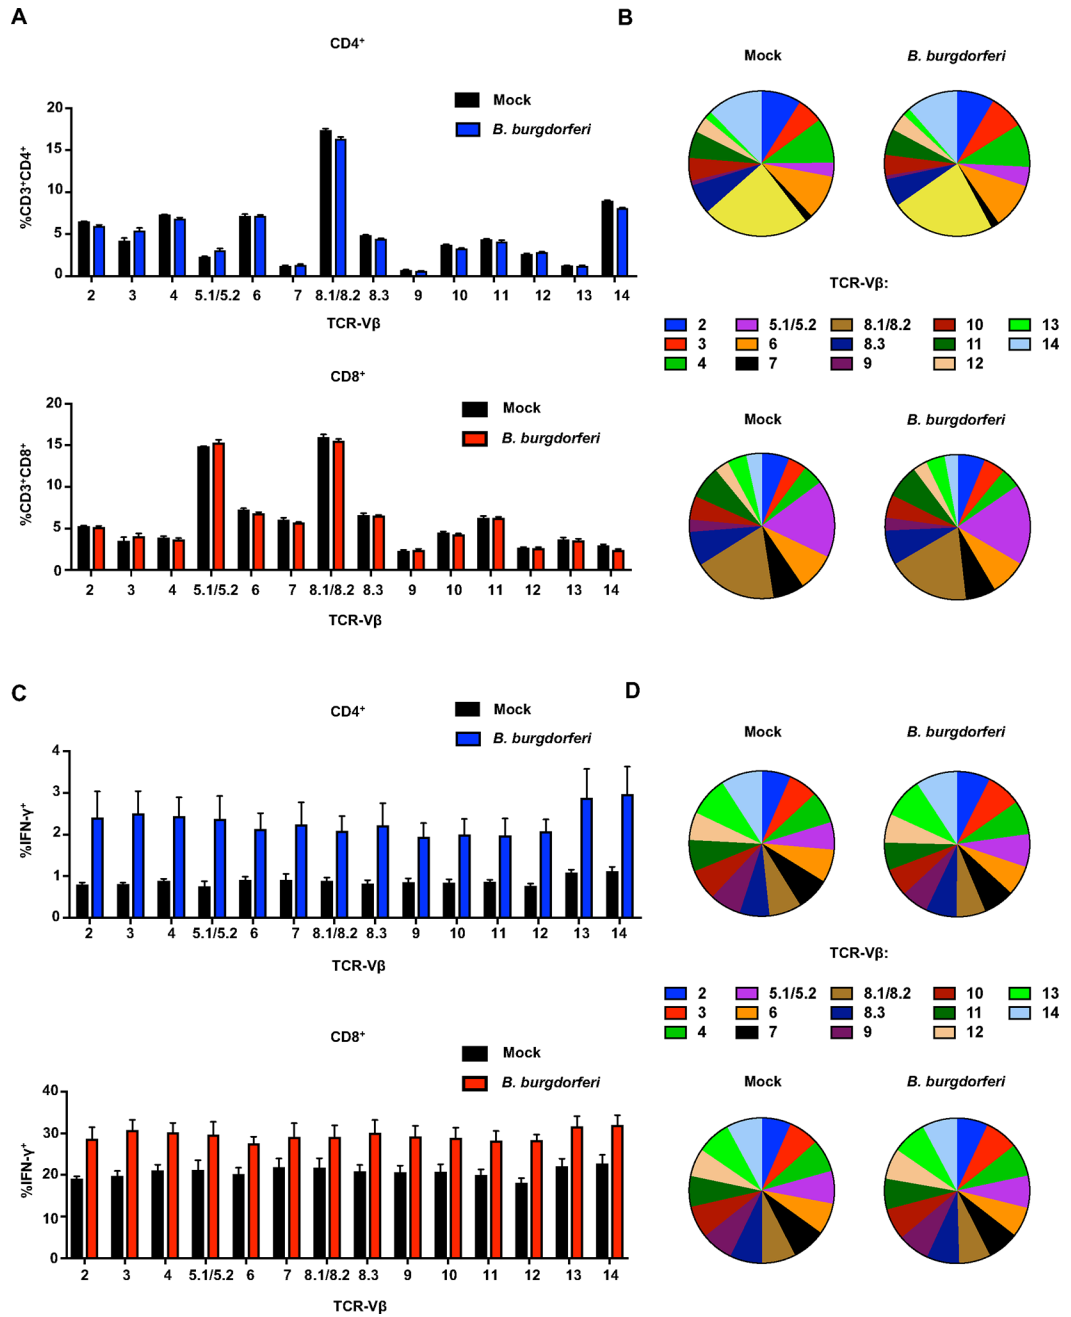 A
CD4+
Mock
B. burgdorferi
%CD3+CD4+
20
15
10
5
0
2 3 4 5.1/5.2 6 7 8.1/8.2 8.3 9 10 11 12 13 14
TCR-Vβ
CD8+
Mock
B. burgdorferi
%CD3+CD8+
20
15
10
5
0
2 3 4 5.1/5.2 6 7 8.1/8.2 8.3 9 10 11 12 13 14
TCR-Vβ
B
Mock B. burgdorferi
TCR-Vβ:
2 5.1/5.2 8.1/8.2 10 13
3 6 8.3 11 14
4 7 9 12
Mock B. burgdorferi
C
CD4+
Mock
B. burgdorferi
%IFN-γ+
4
3
2
1
0
2 3 4 5.1/5.2 6 7 8.1/8.2 8.3 9 10 11 12 13 14
TCR-Vβ
CD8+
Mock
B. burgdorferi
%IFN-γ+
40
30
20
10
0
2 3 4 5.1/5.2 6 7 8.1/8.2 8.3 9 10 11 12 13 14
TCR-Vβ
D
Mock B. burgdorferi
TCR-Vβ:
2 5.1/5.2 8.1/8.2 10 13
3 6 8.3 11 14
4 7 9 12
Mock B. burgdorferi